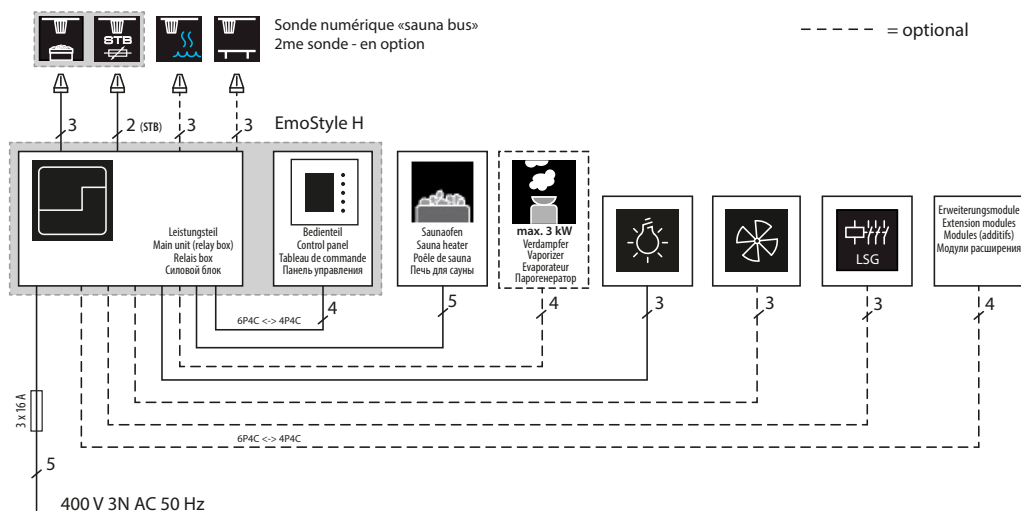 Sonde numérique «sauna bus»
2me sonde - en option
= optional
STB
3
2 (STB)
3
3
EmoStyle H
Leistungsteil
Main unit (relay box)
Relais box
Силовой блок
Bedienteil
Control panel
Tableau de commande
Панель управления
Saunaofen
Sauna heater
Poêle de sauna
Печь для сауны
max. 3 kW
Verdampfer
Vaporizer
Evaporateur
Парогенератор
LSG
Erweiterungsmodule
Extension modules
Modules (additifs)
Модули расширения
4
5
4
3
3
3
4
6P4C <-> 4P4C
3 x 16 A
6P4C <-> 4P4C
5
400 V 3N AC 50 Hz